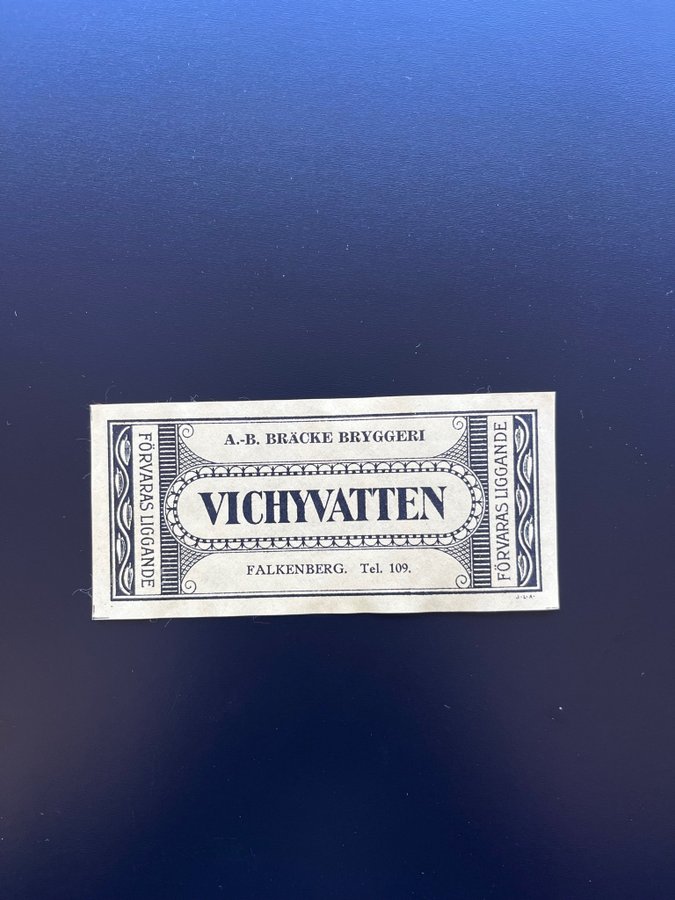 A.-B. BRÄCKE BRYGGERI
FÖRVARAS LIGGANDE
VICHYVATTEN
FÖRVARAS LIGGANDE
FALKENBERG. Tel. 109.
J.L.A.